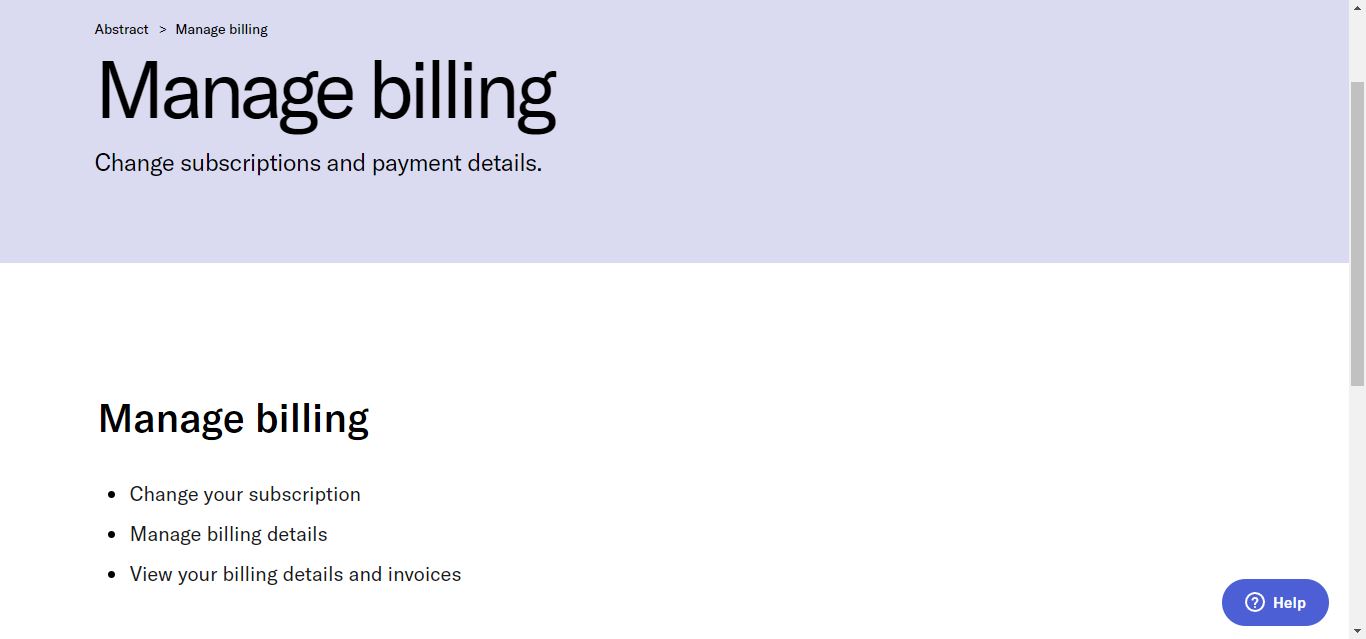 Abstract > Manage billing
Manage billing
Change subscriptions and payment details.
Manage billing
Change your subscription
Manage billing details
View your billing details and invoices
Help